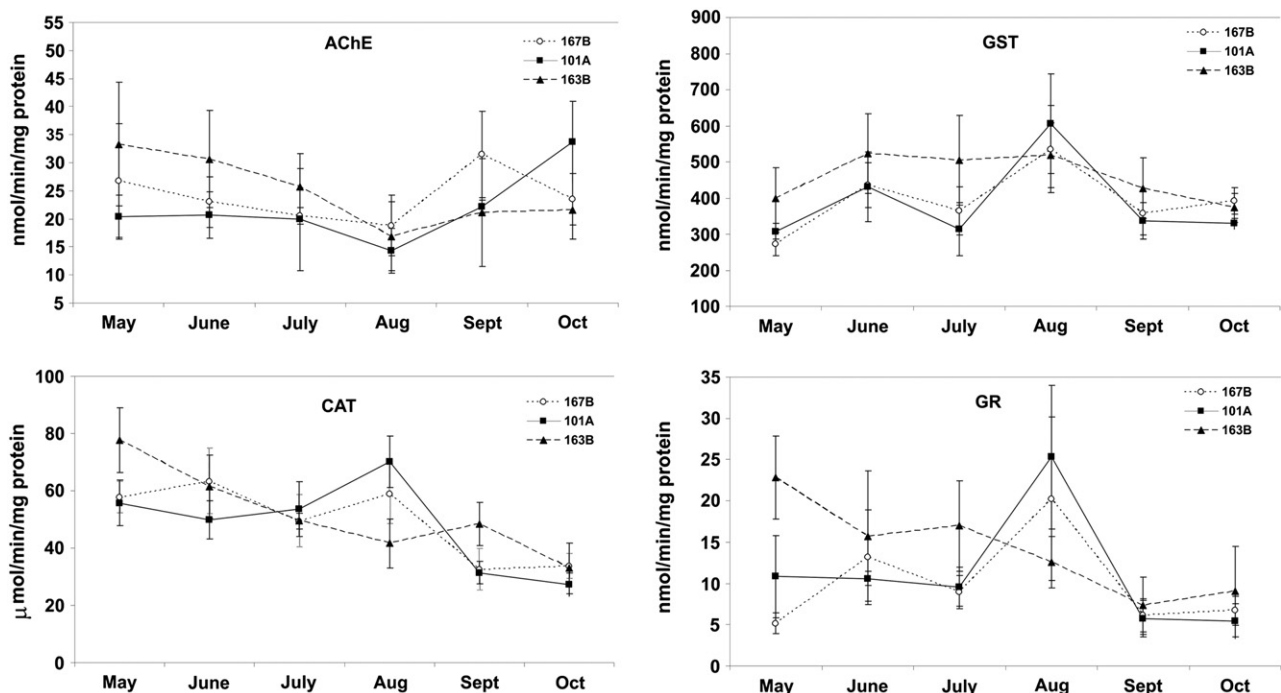 AChE
nmol/min/mg protein
55
50
45
40
35
30
25
20
15
10
5
May June July Aug Sept Oct
167B
101A
163B
GST
nmol/min/mg protein
900
800
700
600
500
400
300
200
100
May June July Aug Sept Oct
167B
101A
163B
CAT
μmol/min/mg protein
100
80
60
40
20
0
May June July Aug Sept Oct
167B
101A
163B
GR
nmol/min/mg protein
35
30
25
20
15
10
5
0
May June July Aug Sept Oct
167B
101A
163B